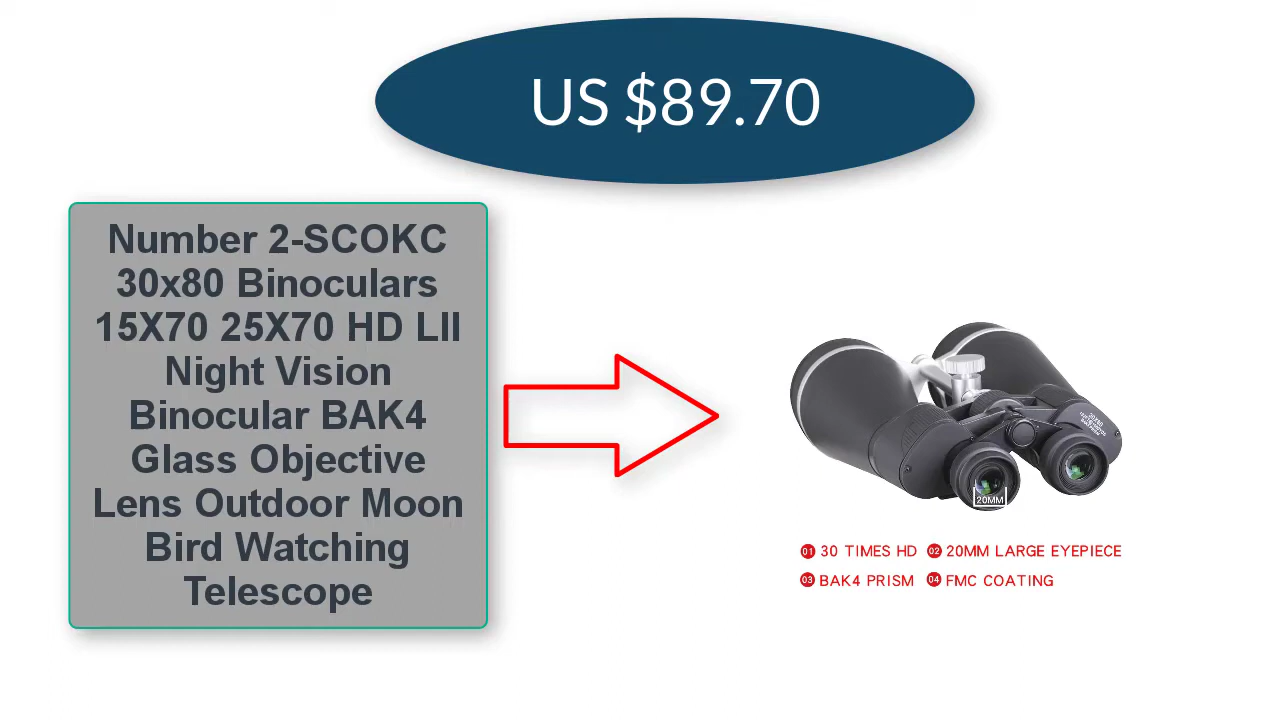 US $89.70
Number 2-SCOKC
30x80 Binoculars
15X70 25X70 HD LII
Night Vision
Binocular BAK4
Glass Objective
Lens Outdoor Moon
Bird Watching
Telescope
20MM
01 30 TIMES HD 02 20MM LARGE EYEPIECE
03 BAK4 PRISM 04 FMC COATING